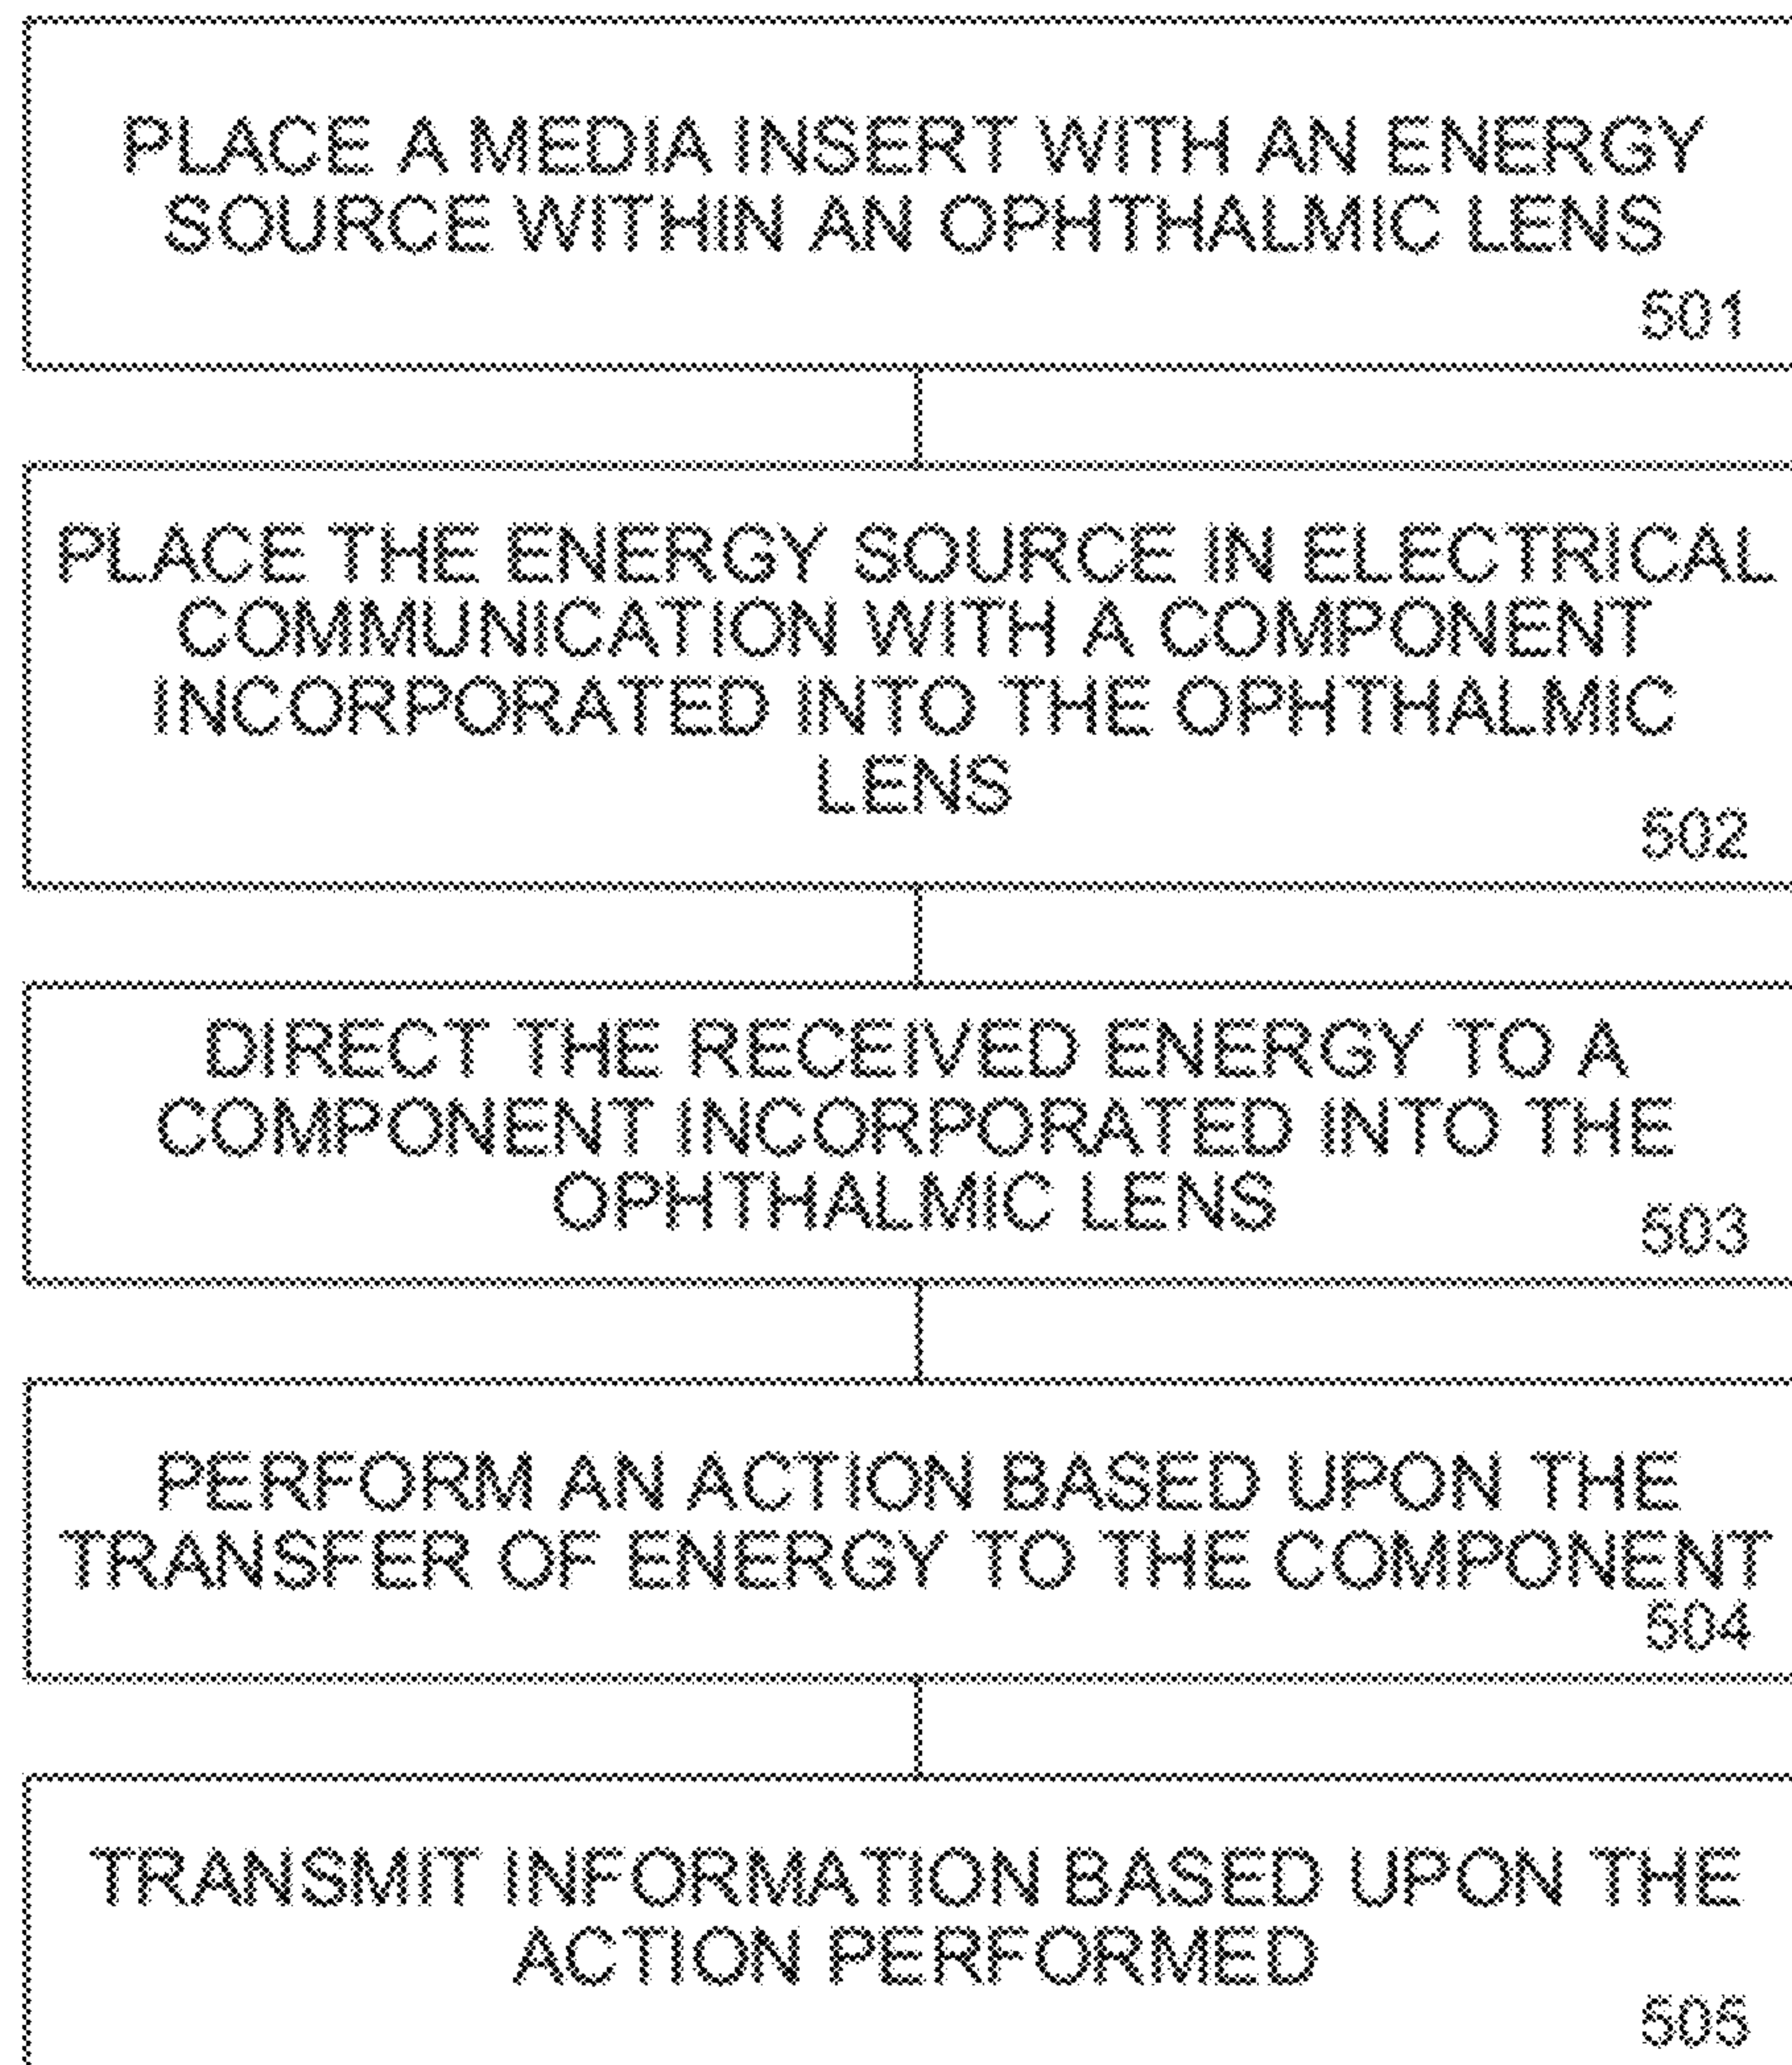 PLACE A MEDIA INSERT WITH AN ENERGY
SOURCE WITHIN AN OPHTHALMIC LENS
501
PLACE THE ENERGY SOURCE IN ELECTRICAL
COMMUNICATION WITH A COMPONENT
INCORPORATED INTO THE OPHTHALMIC
LENS
502
DIRECT THE RECEIVED ENERGY TO A
COMPONENT INCORPORATED INTO THE
OPHTHALMIC LENS
503
PERFORM AN ACTION BASED UPON THE
TRANSFER OF ENERGY TO THE COMPONENT
504
TRANSMIT INFORMATION BASED UPON THE
ACTION PERFORMED
505